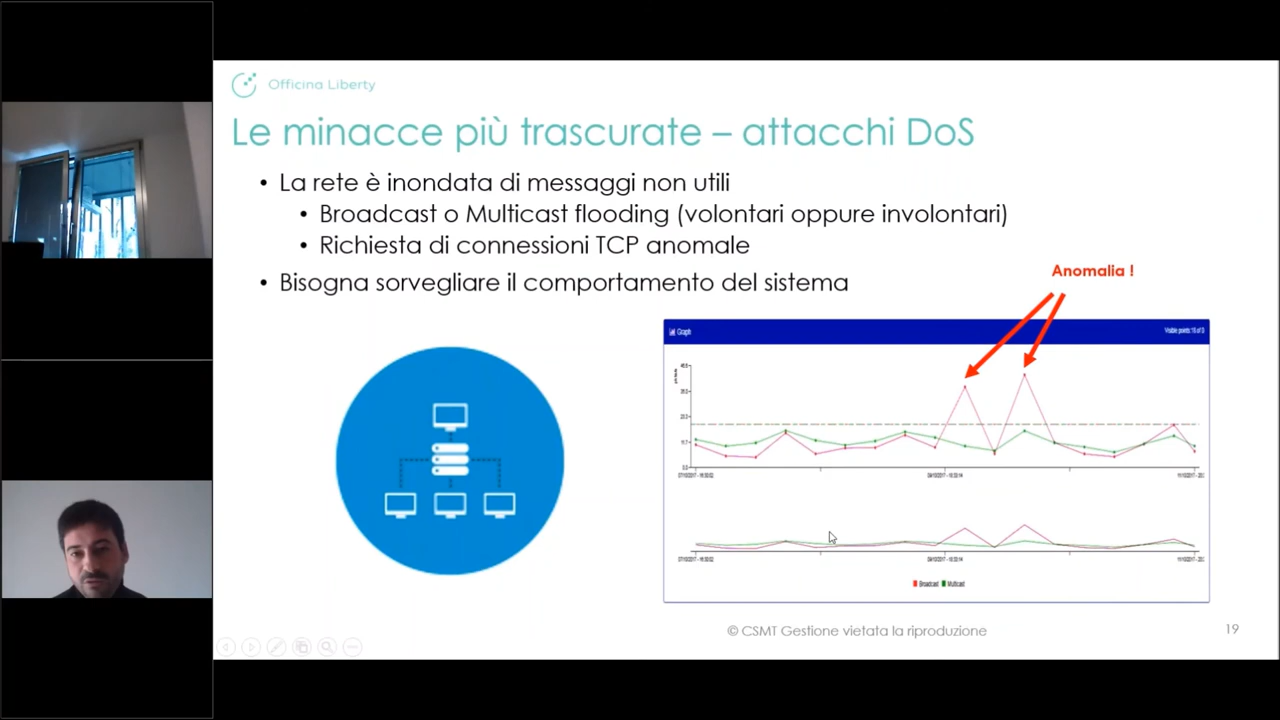 Officina Liberty
Le minacce più trascurate – attacchi DoS
• La rete è inondata di messaggi non utili
• Broadcast o Multicast flooding (volontari oppure involontari)
• Richiesta di connessioni TCP anomale
• Bisogna sorvegliare il comportamento del sistema
Anomalia !
Graph
Broadcast Multicast
© CSMT Gestione vietata la riproduzione
19